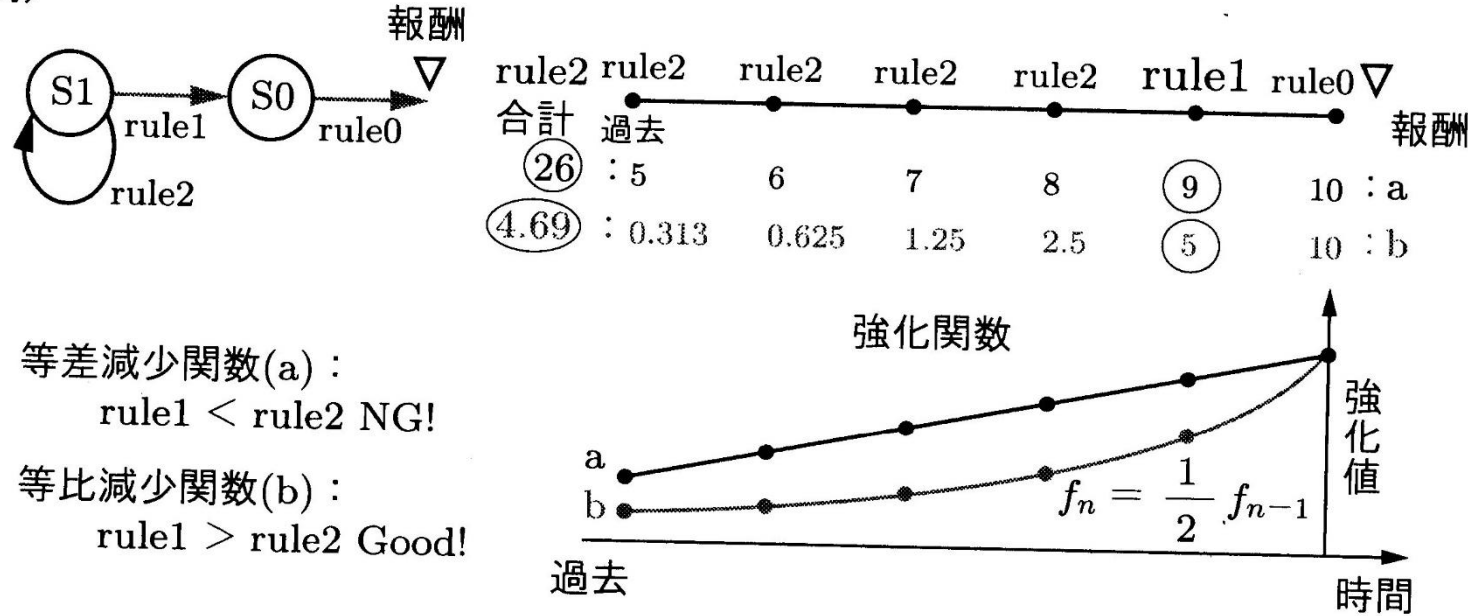 報酬
▽
S1 S0
rule1
rule0
rule2
rule2 rule2 rule2 rule2 rule2 rule1 rule0 ▽
合計 過去 報酬
26 : 5 6 7 8 9 10 : a
4.69 : 0.313 0.625 1.25 2.5 5 10 : b
等差減少関数(a) :
rule1 < rule2 NG!
等比減少関数(b) :
rule1 > rule2 Good!
強化関数
強化値
a
b
f_n = 1/2 f_{n-1}
過去
時間